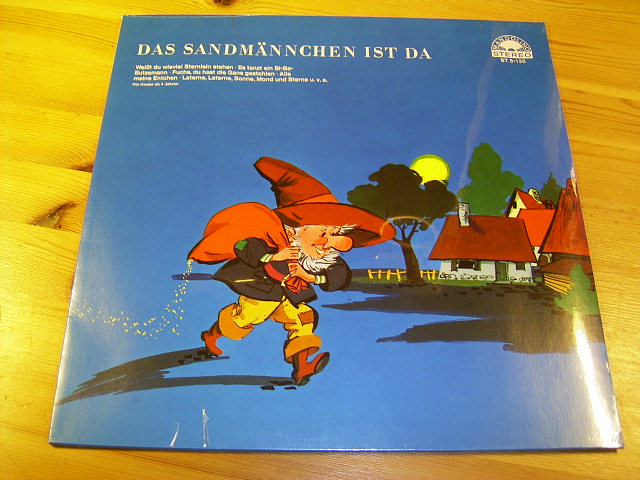 DAS SANDMÄNNCHEN IST DA
Weißt du wieviel Sternlein stehen · Es tanzt ein Bi-Ba-
Butzemann · Fuchs, du hast die Gans gestohlen · Alle
meine Entchen · Laterne, Laterne, Sonne, Mond und Sterne u. v. a.
Für Kinder ab 4 Jahren
STEREO
ST 5-135